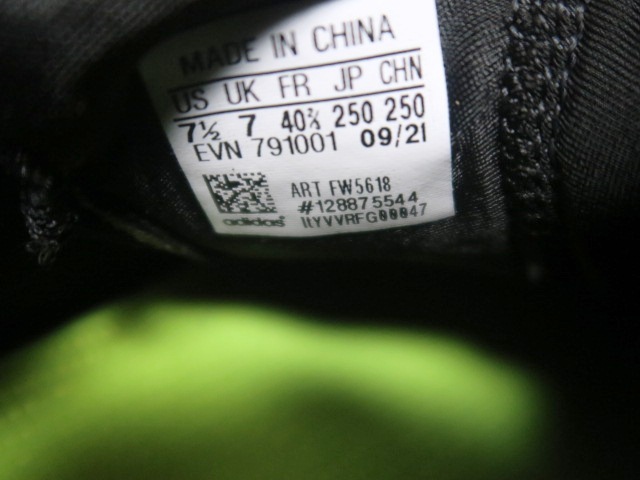 MADE IN CHINA
US UK FR JP CHN
7½ 7 40⅔ 250 250
EVN 791001 09/21
ART FW5618
#128875544
adidas